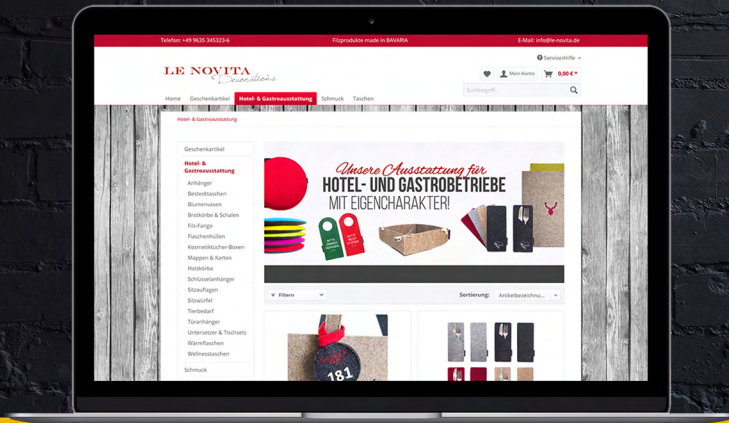 Telefon: +49 9635 345323-6
Filzprodukte made in BAVARIA
E-Mail: info@le-novita.de
Service/Hilfe
LE NOVITA
Decorations
Mein Konto
0,00 € *
Suchbegriff...
Home
Geschenkartikel
Hotel- & Gastroausstattung
Schmuck
Taschen
Hotel- & Gastroausstattung
Geschenkartikel
Hotel- &
Gastroausstattung
Anhänger
Bestecktaschen
Blumenvasen
Brotkörbe & Schalen
Filz-Fango
Flaschenhüllen
Kosmetiktücher-Boxen
Mappen & Karten
Holzkörbe
Schlüsselanhänger
Sitzauflagen
Sitzwürfel
Tierbedarf
Türanhänger
Untersetzer & Tischsets
Wärmflaschen
Wellnesstaschen
Schmuck
Unsere Ausstattung für
HOTEL- UND GASTROBETRIEBE
MIT EIGENCHARAKTER!
Filtern
Sortierung:
Artikelbezeichnu...
181